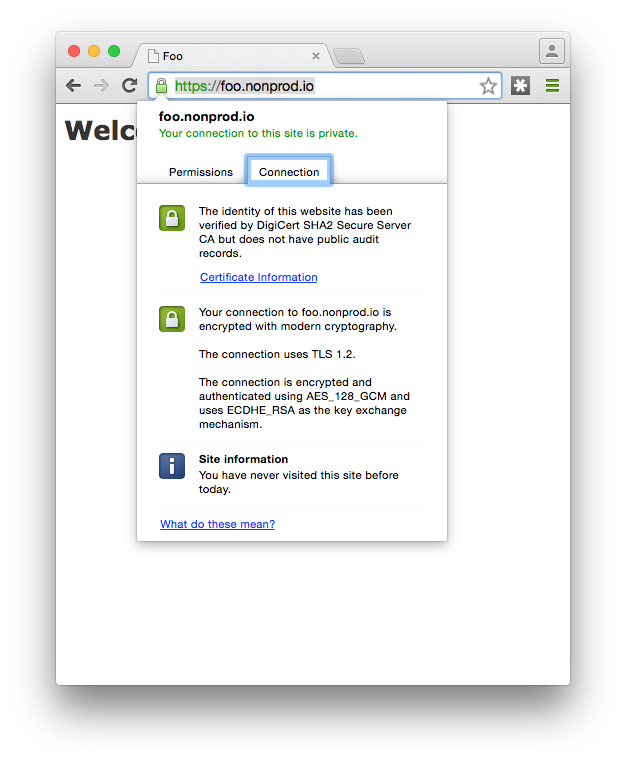 Foo
https://foo.nonprod.io
foo.nonprod.io
Your connection to this site is private.
Permissions Connection
The identity of this website has been
verified by DigiCert SHA2 Secure Server
CA but does not have public audit
records.
Certificate Information
Your connection to foo.nonprod.io is
encrypted with modern cryptography.
The connection uses TLS 1.2.
The connection is encrypted and
authenticated using AES_128_GCM and
uses ECDHE_RSA as the key exchange
mechanism.
Site information
You have never visited this site before
today.
What do these mean?